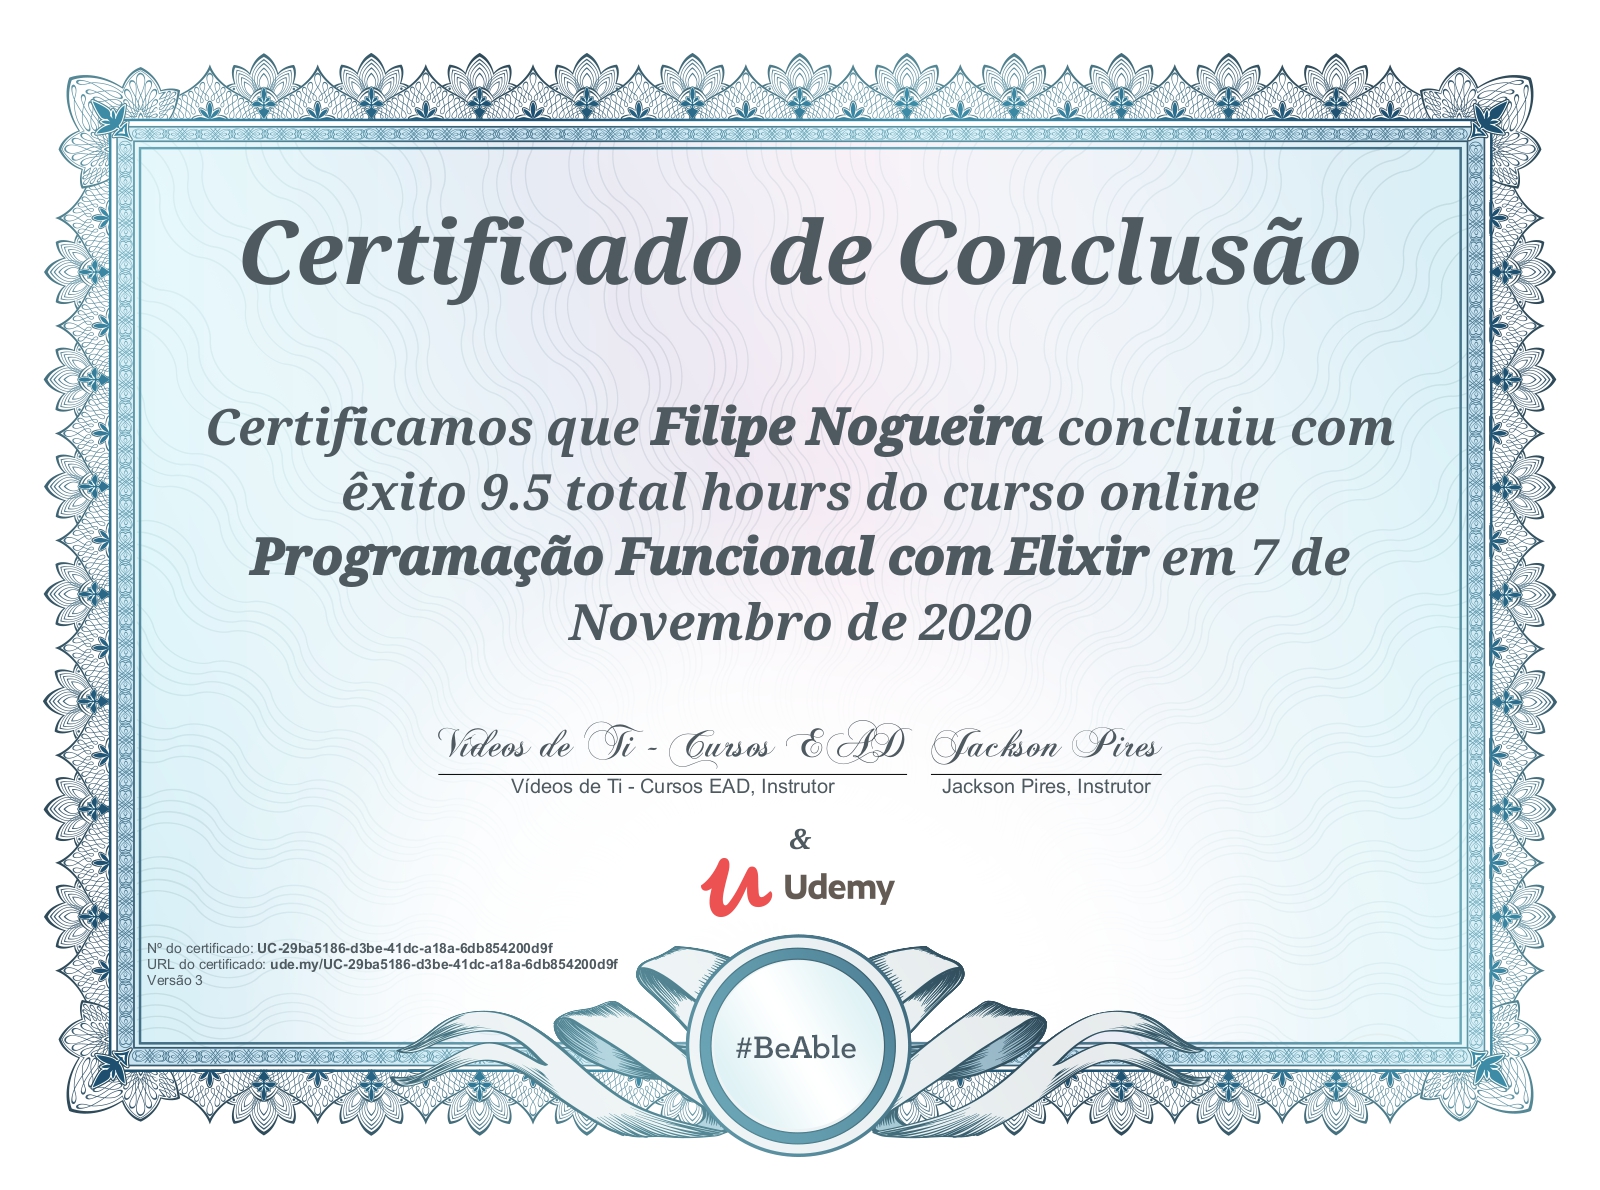 Certificado de Conclusão
Certificamos que Filipe Nogueira concluiu com
êxito 9.5 total hours do curso online
Programação Funcional com Elixir em 7 de
Novembro de 2020
Vídeos de Ti - Cursos EAD Jackson Pires
Vídeos de Ti - Cursos EAD, Instrutor Jackson Pires, Instrutor
&
Udemy
Nº do certificado: UC-29ba5186-d3be-41dc-a18a-6db854200d9f
URL do certificado: ude.my/UC-29ba5186-d3be-41dc-a18a-6db854200d9f
Versão 3
#BeAble